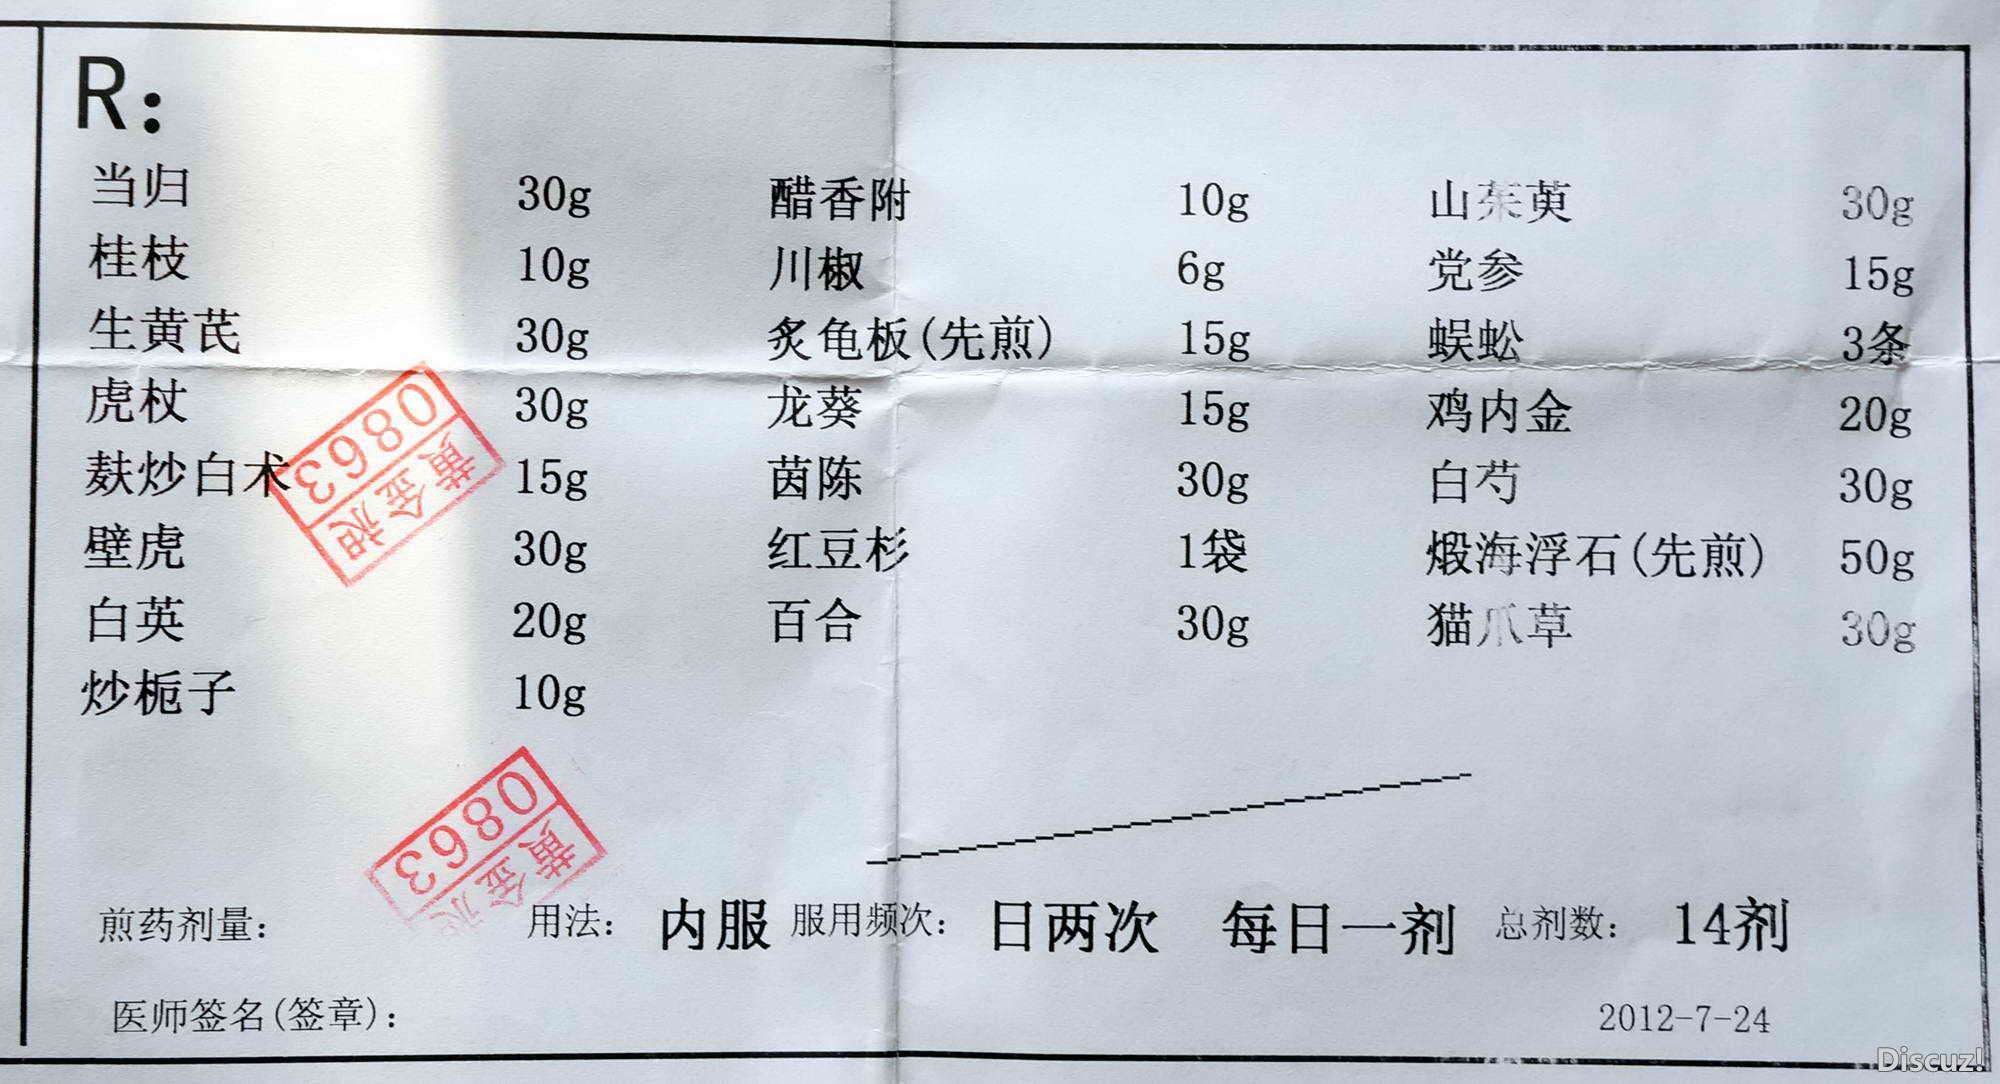 R:
当归 30g 醋香附 10g 山茱萸 30g
桂枝 10g 川椒 6g 党参 15g
生黄芪 30g 炙龟板(先煎) 15g 蜈蚣 3条
虎杖 30g 龙葵 15g 鸡内金 20g
麸炒白术 15g 茵陈 30g 白芍 30g
壁虎 30g 红豆杉 1袋 煅海浮石(先煎) 50g
白英 20g 百合 30g 猫爪草 30g
炒栀子 10g
0863
黄金昶
0863
黄金昶
煎药剂量: 用法: 内服 服用频次: 日两次 每日一剂 总剂数: 14剂
医师签名(签章): 2012-7-24
Discuz!